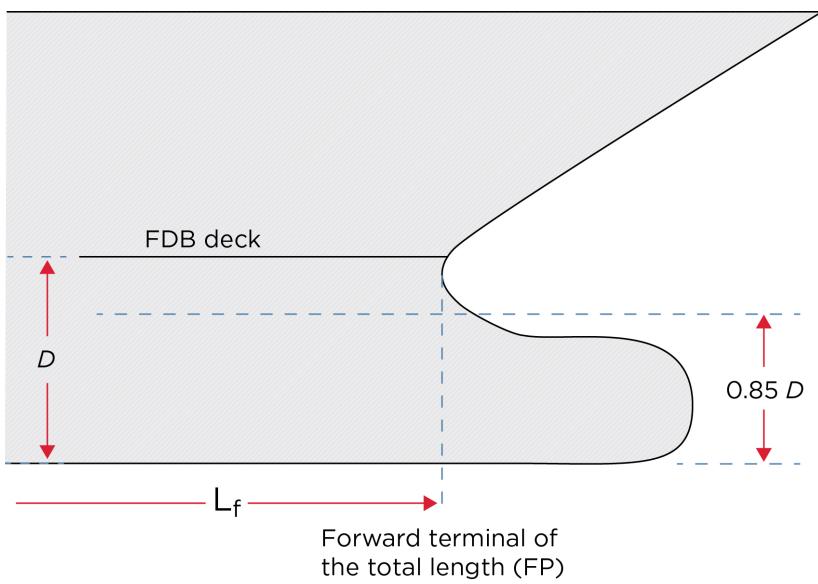 FDB deck
D
0.85 D
Lf
Forward terminal of
the total length (FP)